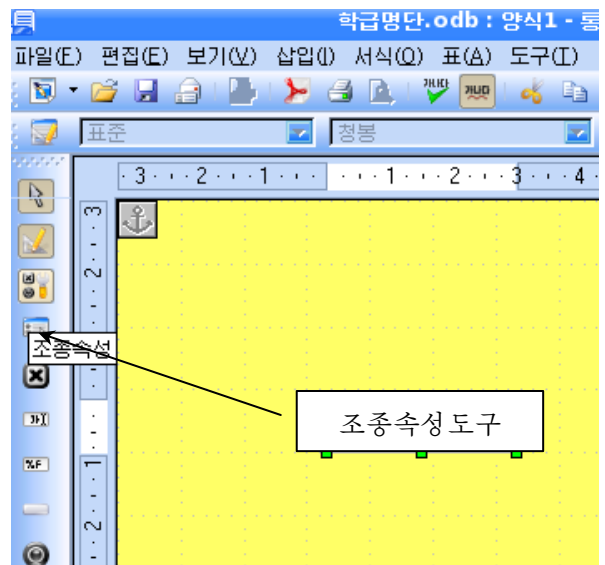 학급명단.odb : 양식1 - 통
파일(F) 편집(E) 보기(V) 삽입(I) 서식(O) 표(A) 도구(T)
표준 청봉
3 2 1 1 2 3 4
3
2
1
2
조종속성
조종속성도구